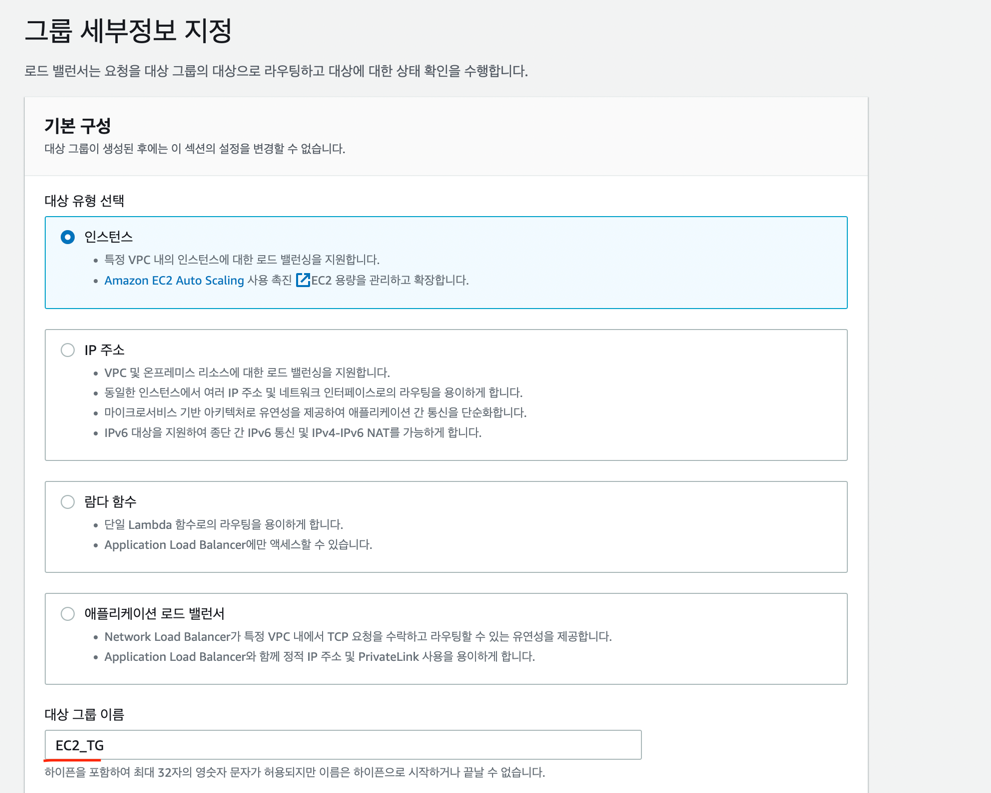 그룹 세부정보 지정
로드 밸런서는 요청을 대상 그룹의 대상으로 라우팅하고 대상에 대한 상태 확인을 수행합니다.
기본 구성
대상 그룹이 생성된 후에는 이 섹션의 설정을 변경할 수 없습니다.
대상 유형 선택
인스턴스
특정 VPC 내의 인스턴스에 대한 로드 밸런싱을 지원합니다.
Amazon EC2 Auto Scaling 사용 촉진 EC2 용량을 관리하고 확장합니다.
IP 주소
VPC 및 온프레미스 리소스에 대한 로드 밸런싱을 지원합니다.
동일한 인스턴스에서 여러 IP 주소 및 네트워크 인터페이스로의 라우팅을 용이하게 합니다.
마이크로서비스 기반 아키텍처로 유연성을 제공하여 애플리케이션 간 통신을 단순화합니다.
IPv6 대상을 지원하여 종단 간 IPv6 통신 및 IPv4-IPv6 NAT를 가능하게 합니다.
람다 함수
단일 Lambda 함수로의 라우팅을 용이하게 합니다.
Application Load Balancer에만 액세스할 수 있습니다.
애플리케이션 로드 밸런서
Network Load Balancer가 특정 VPC 내에서 TCP 요청을 수락하고 라우팅할 수 있는 유연성을 제공합니다.
Application Load Balancer와 함께 정적 IP 주소 및 PrivateLink 사용을 용이하게 합니다.
대상 그룹 이름
EC2_TG
하이픈을 포함하여 최대 32자의 영숫자 문자가 허용되지만 이름은 하이픈으로 시작하거나 끝날 수 없습니다.